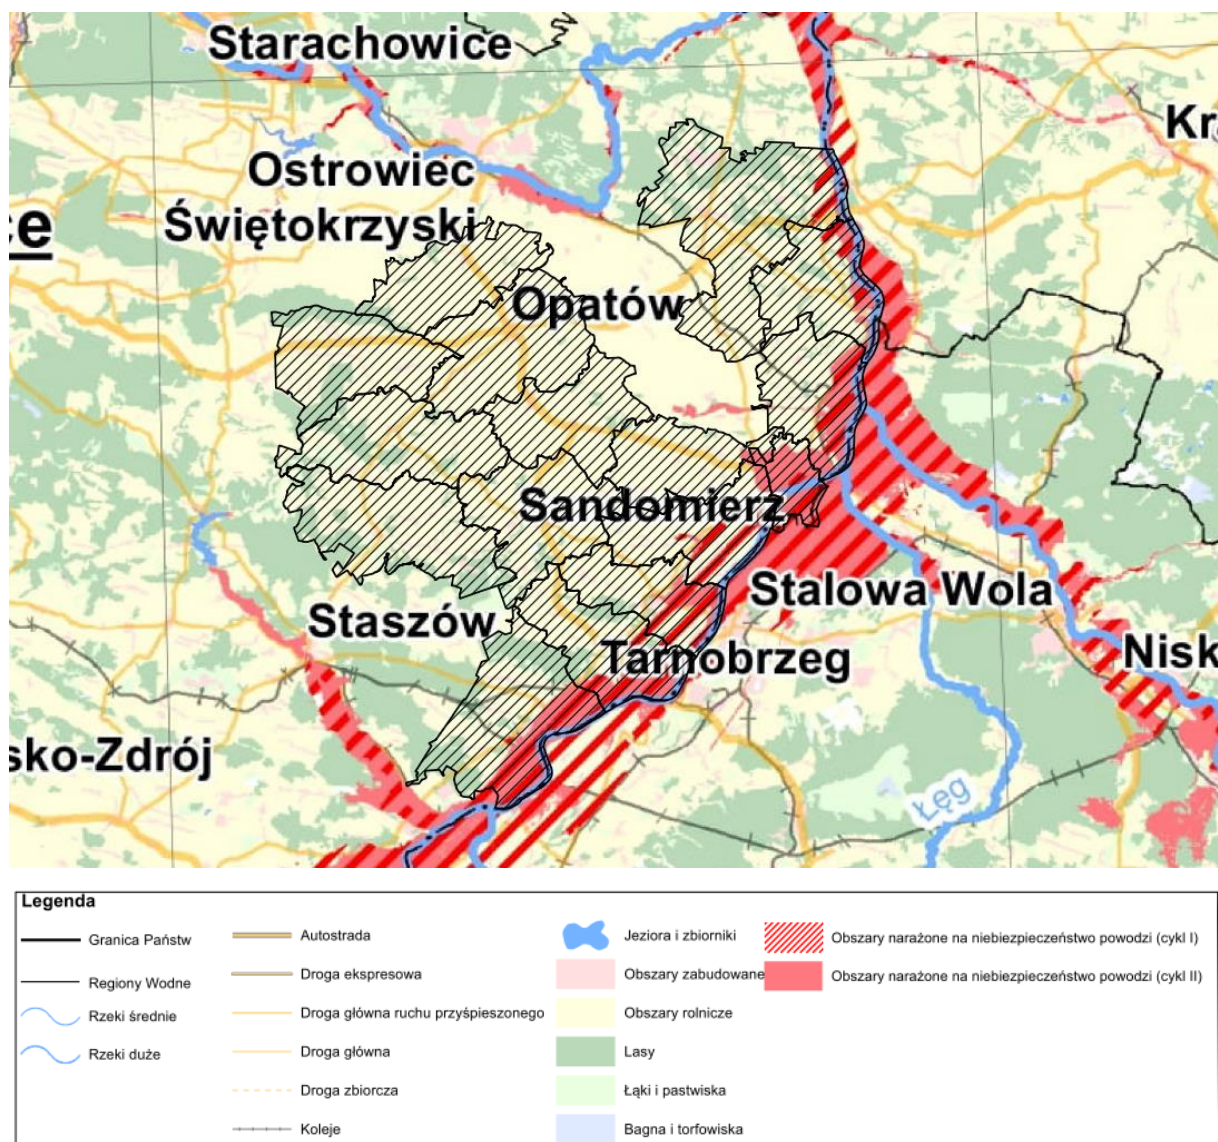 Starachowice
Kr
Ostrowiec
Świętokrzyski
ce
Opatów
Sandomierz
Stalowa Wola
Staszów
Tarnobrzeg
Nisk
sko-Zdrój
Łęg
Legenda
Granica Państw
Regiony Wodne
Rzeki średnie
Rzeki duże
Autostrada
Droga ekspresowa
Droga główna ruchu przyśpieszonego
Droga główna
Droga zbiorcza
Koleje
Jeziora i zbiorniki
Obszary zabudowane
Obszary rolnicze
Lasy
Łąki i pastwiska
Bagna i torfowiska
Obszary narażone na niebezpieczeństwo powodzi (cykl I)
Obszary narażone na niebezpieczeństwo powodzi (cykl II)